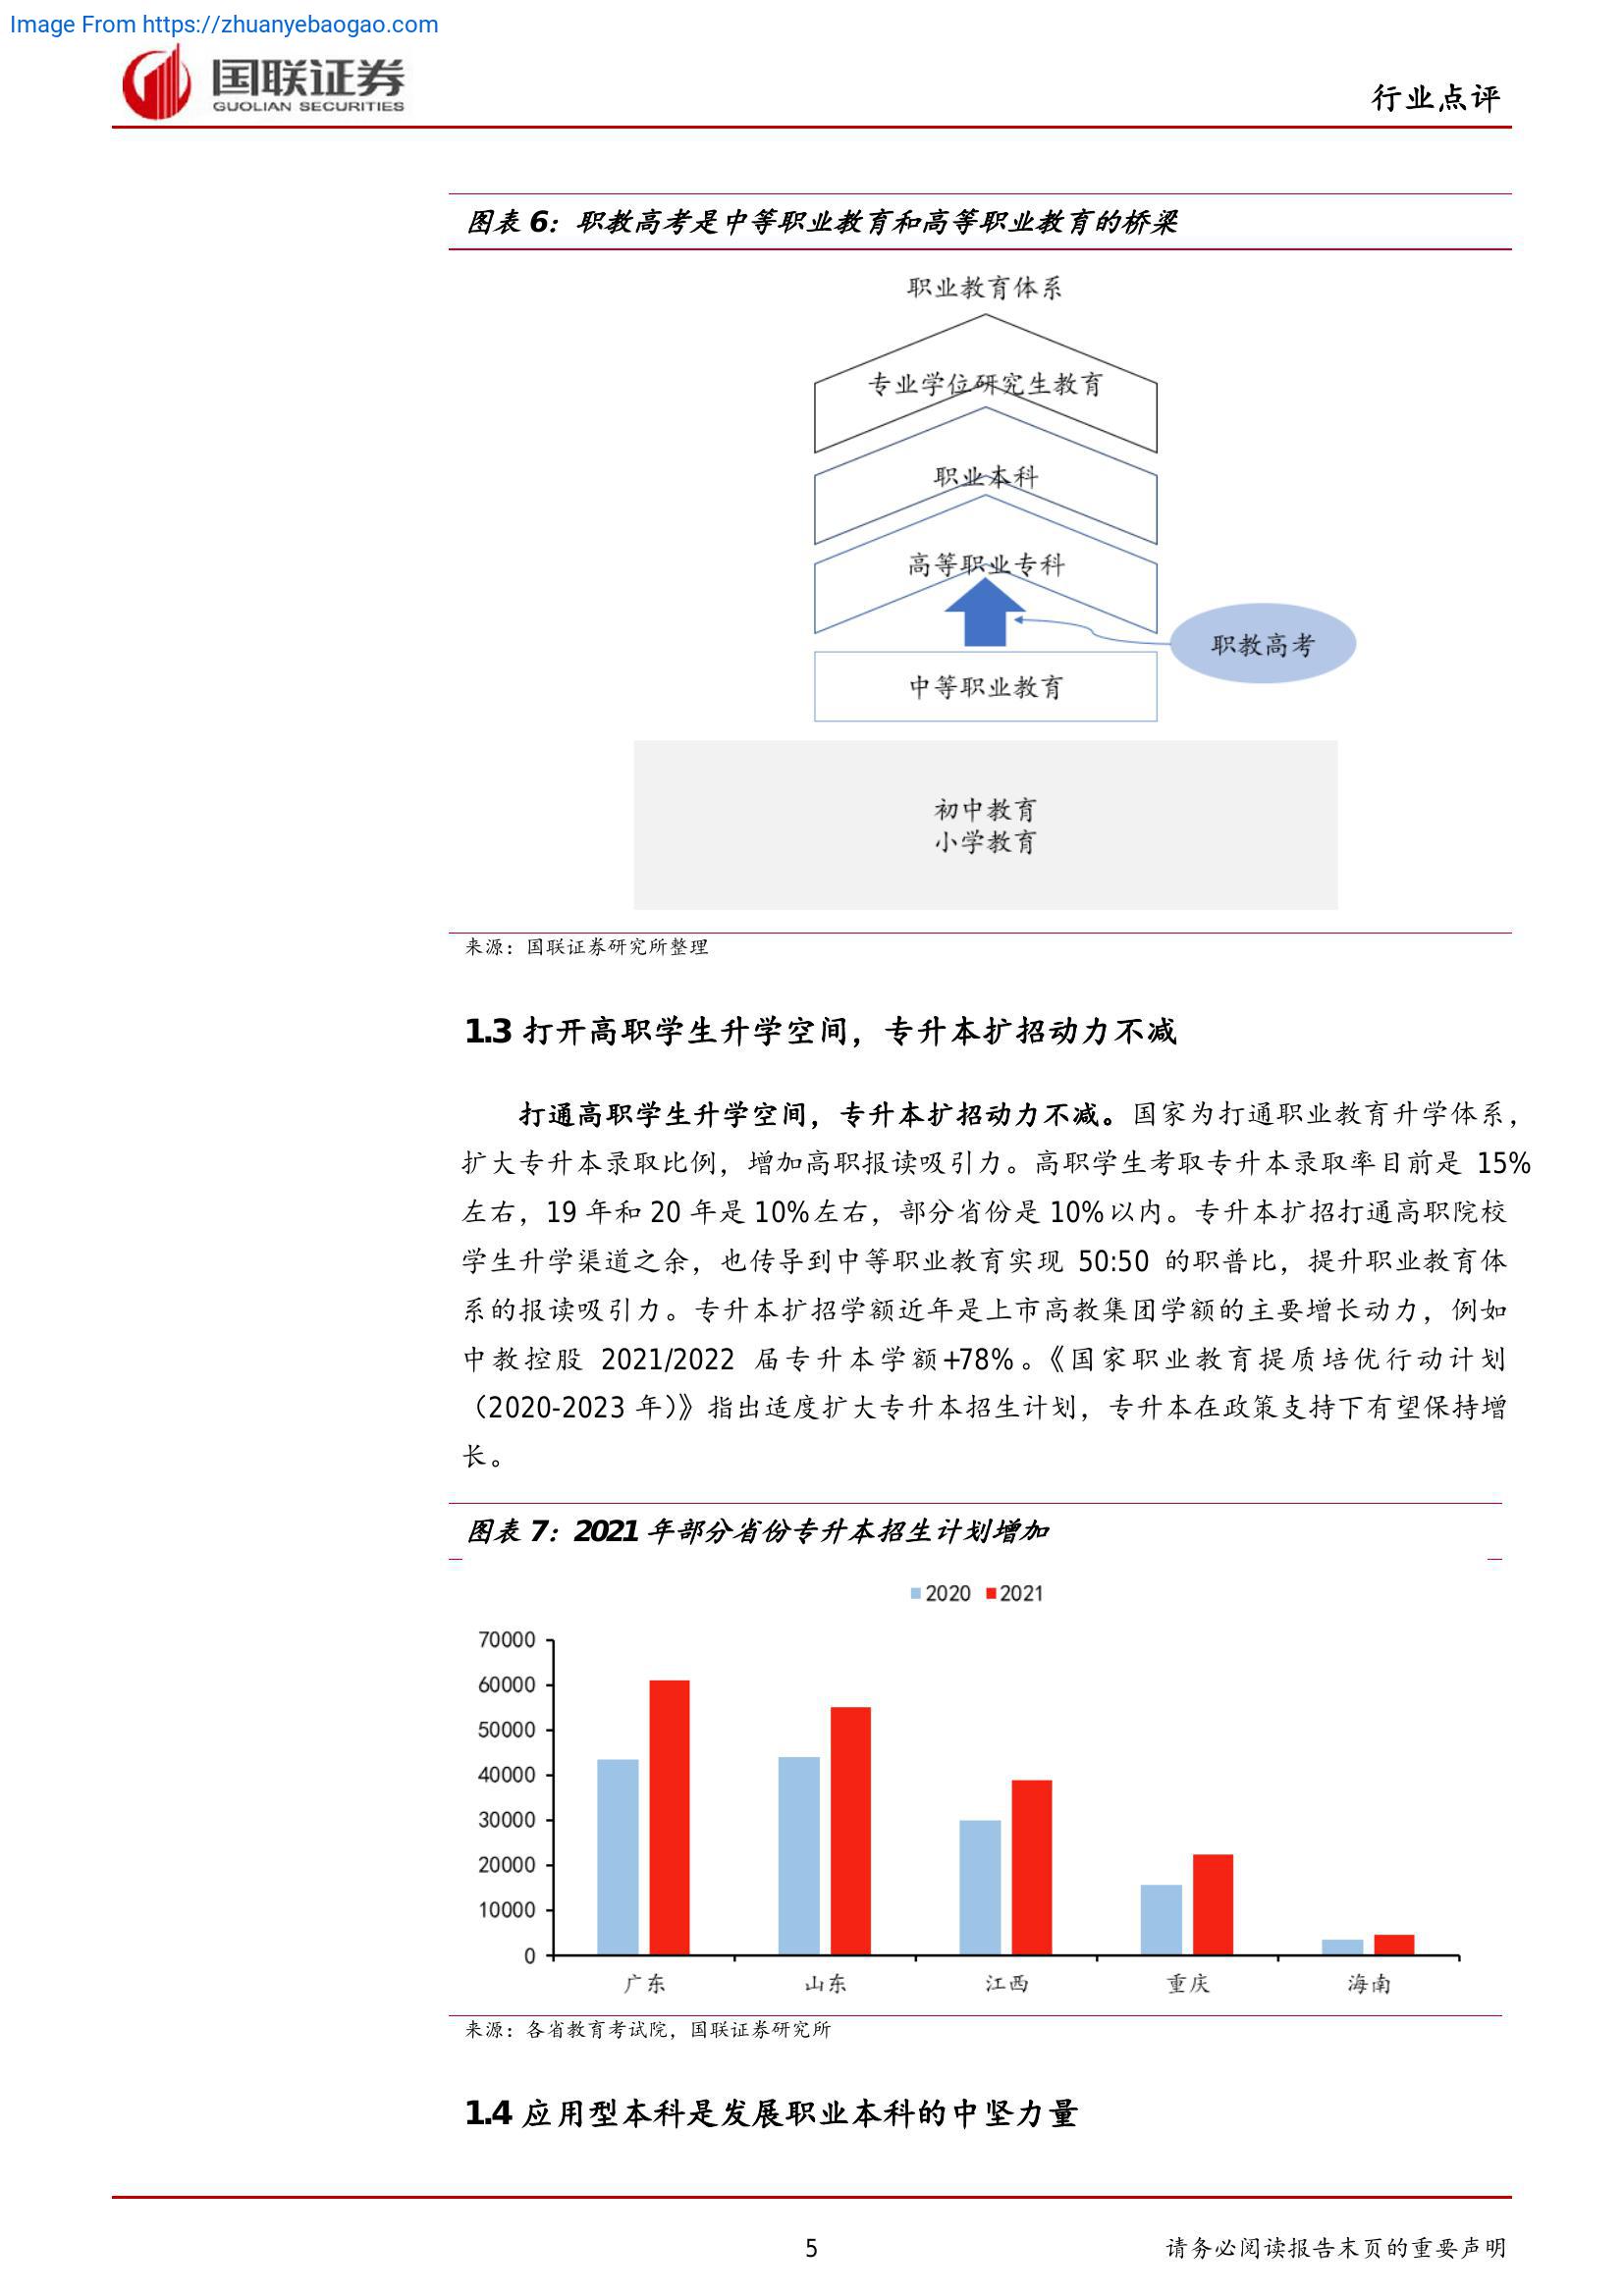 Image From https://zhuanyebaogao.com
国联证券
GUOLIAN SECURITIES
行业点评
图表 6：职教高考是中等职业教育和高等职业教育的桥梁
职业教育体系
专业学位研究生教育
职业本科
高等职业专科
职教高考
中等职业教育
初中教育
小学教育
来源：国联证券研究所整理
1.3 打开高职学生升学空间，专升本扩招动力不减
打通高职学生升学空间，专升本扩招动力不减。国家为打通职业教育升学体系，
扩大专升本录取比例，增加高职报读吸引力。高职学生考取专升本录取率目前是 15%
左右，19 年和 20 年是 10%左右，部分省份是 10%以内。专升本扩招打通高职院校
学生升学渠道之余，也传导到中等职业教育实现 50:50 的职普比，提升职业教育体
系的报读吸引力。专升本扩招学额近年是上市高教集团学额的主要增长动力，例如
中教控股 2021/2022 届专升本学额+78%。《国家职业教育提质培优行动计划
（2020-2023 年）》指出适度扩大专升本招生计划，专升本在政策支持下有望保持增
长。
图表 7：2021 年部分省份专升本招生计划增加
2020 2021
70000
60000
50000
40000
30000
20000
10000
0
广东 山东 江西 重庆 海南
来源：各省教育考试院，国联证券研究所
1.4 应用型本科是发展职业本科的中坚力量
5 请务必阅读报告末页的重要声明